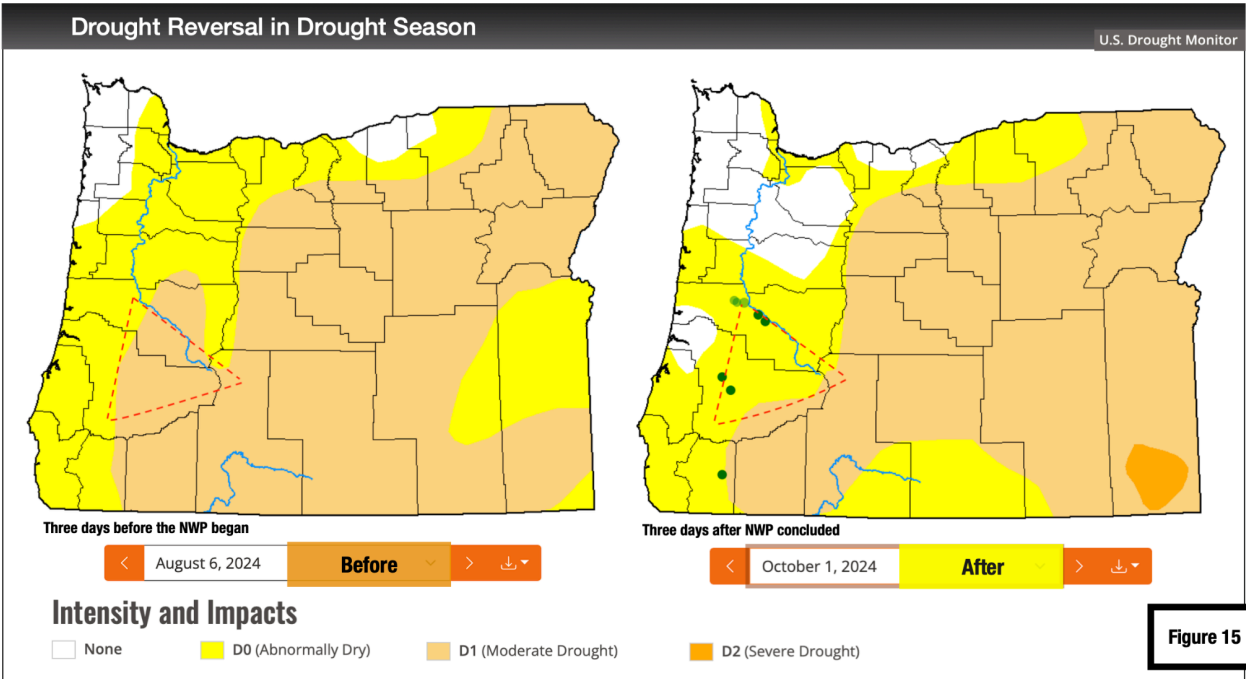 Drought Reversal in Drought Season
U.S. Drought Monitor
Three days before the NWP began
Three days after NWP concluded
August 6, 2024
Before
October 1, 2024
After
Intensity and Impacts
None
D0 (Abnormally Dry)
D1 (Moderate Drought)
D2 (Severe Drought)
Figure 15